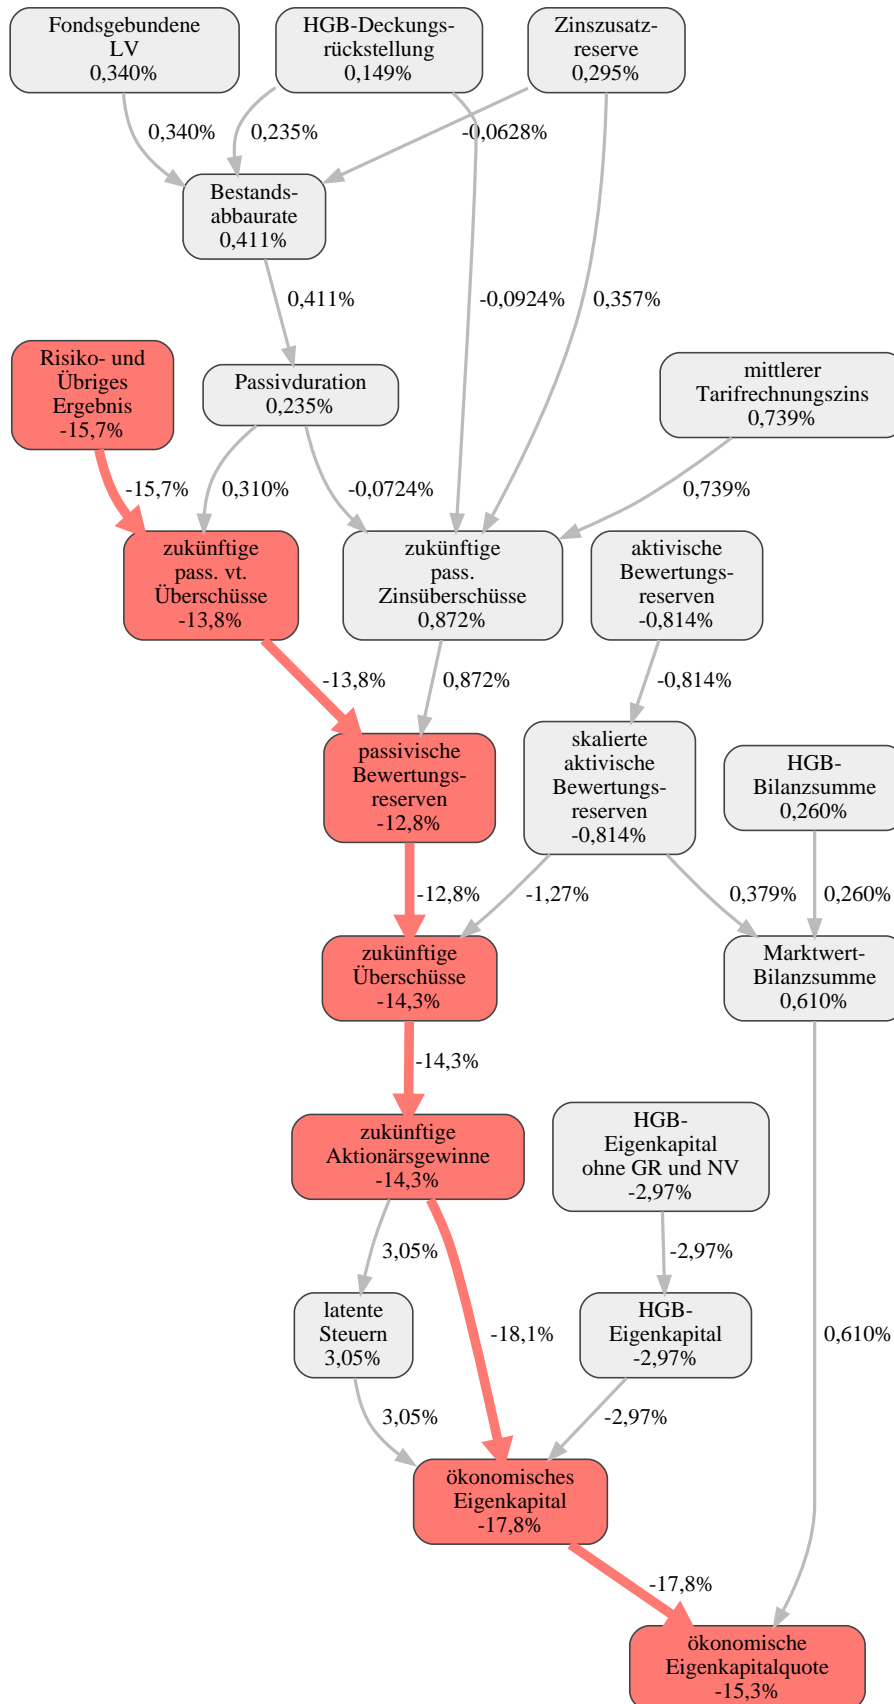 Fondsgebundene
LV
0,340%
HGB-Deckungs-
rückstellung
0,149%
Zinszusatz-
reserve
0,295%
0,340%
0,235%
-0,0628%
Bestands-
abbaurate
0,411%
0,411%
-0,0924%
0,357%
Risiko- und
Übriges
Ergebnis
-15,7%
Passivduration
0,235%
mittlerer
Tarifrechnungszins
0,739%
-15,7%
0,310%
-0,0724%
0,739%
zukünftige
pass. vt.
Überschüsse
-13,8%
zukünftige
pass.
Zinsüberschüsse
0,872%
aktivische
Bewertungs-
reserven
-0,814%
-13,8%
0,872%
-0,814%
passivische
Bewertungs-
reserven
-12,8%
skalierte
aktivische
Bewertungs-
reserven
-0,814%
HGB-
Bilanzsumme
0,260%
-12,8%
-1,27%
0,379%
0,260%
zukünftige
Überschüsse
-14,3%
Marktwert-
Bilanzsumme
0,610%
-14,3%
zukünftige
Aktionärsgewinne
-14,3%
HGB-
Eigenkapital
ohne GR und NV
-2,97%
3,05%
-2,97%
latente
Steuern
3,05%
-18,1%
HGB-
Eigenkapital
-2,97%
0,610%
3,05%
-2,97%
ökonomisches
Eigenkapital
-17,8%
-17,8%
ökonomische
Eigenkapitalquote
-15,3%